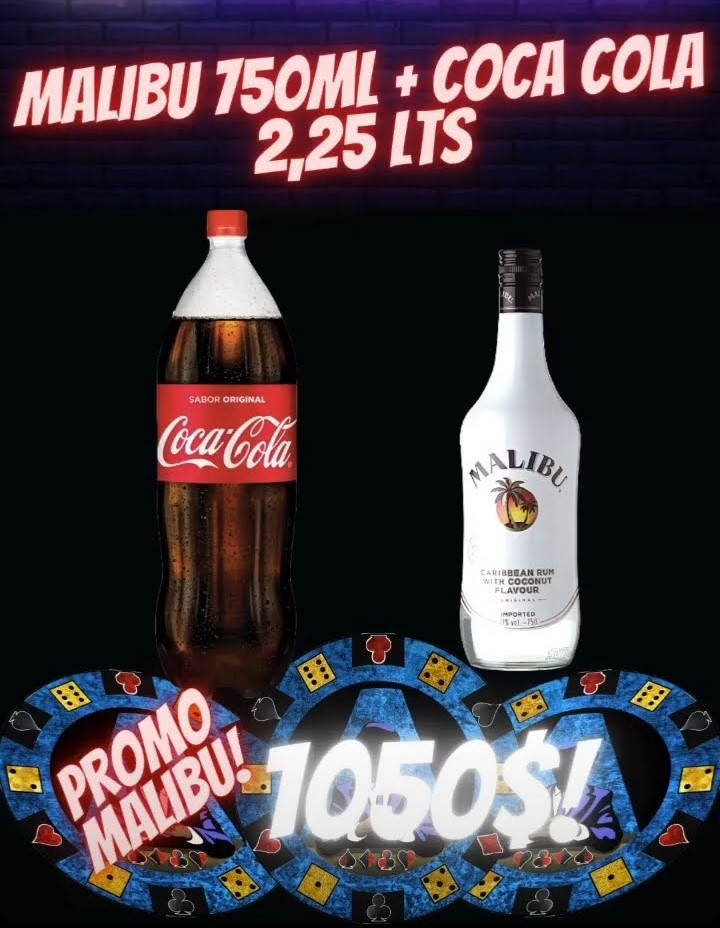 MALIBU 750ML + COCA COLA
2,25 LTS
SABOR ORIGINAL
Coca-Cola
MALIBU
CARIBBEAN RUM
WITH COCONUT
FLAVOUR
ORIGINAL
IMPORTED
PROMO
MALIBU!
1050$!